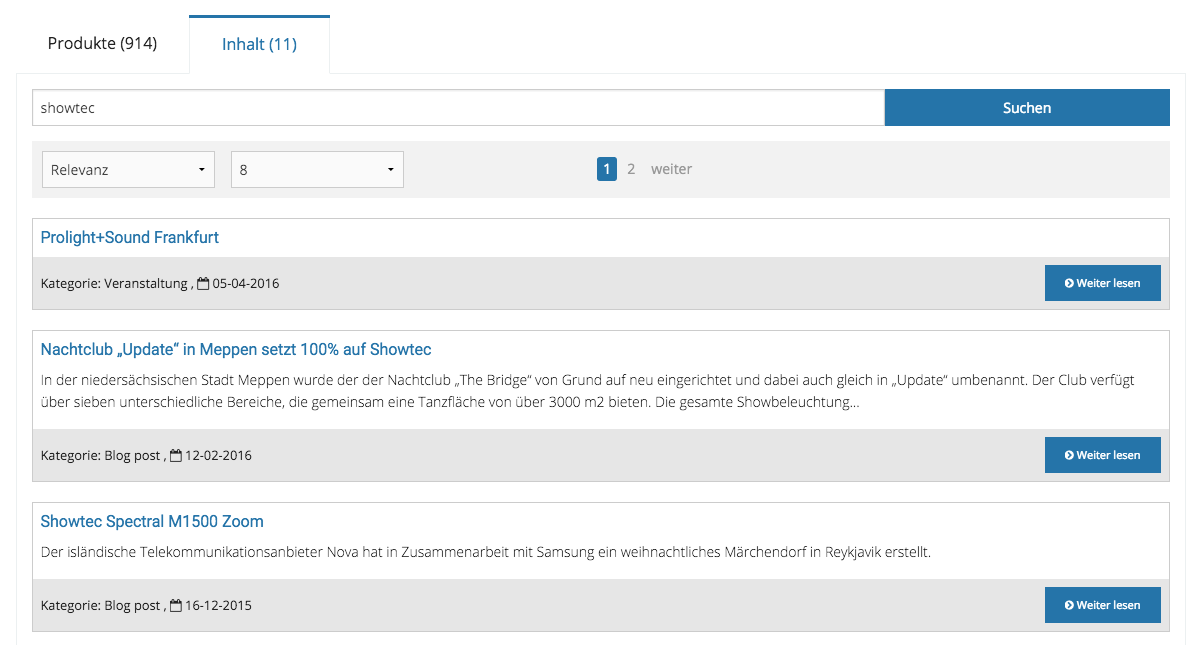 Produkte (914)
Inhalt (11)
showtec
Suchen
Relevanz
8
1 2 weiter
Prolight+Sound Frankfurt
Kategorie: Veranstaltung , 05-04-2016
Weiter lesen
Nachtclub „Update“ in Meppen setzt 100% auf Showtec
In der niedersächsischen Stadt Meppen wurde der der Nachtclub „The Bridge“ von Grund auf neu eingerichtet und dabei auch gleich in „Update“ umbenannt. Der Club verfügt
über sieben unterschiedliche Bereiche, die gemeinsam eine Tanzfläche von über 3000 m2 bieten. Die gesamte Showbeleuchtung...
Kategorie: Blog post , 12-02-2016
Weiter lesen
Showtec Spectral M1500 Zoom
Der isländische Telekommunikationsanbieter Nova hat in Zusammenarbeit mit Samsung ein weihnachtliches Märchendorf in Reykjavik erstellt.
Kategorie: Blog post , 16-12-2015
Weiter lesen